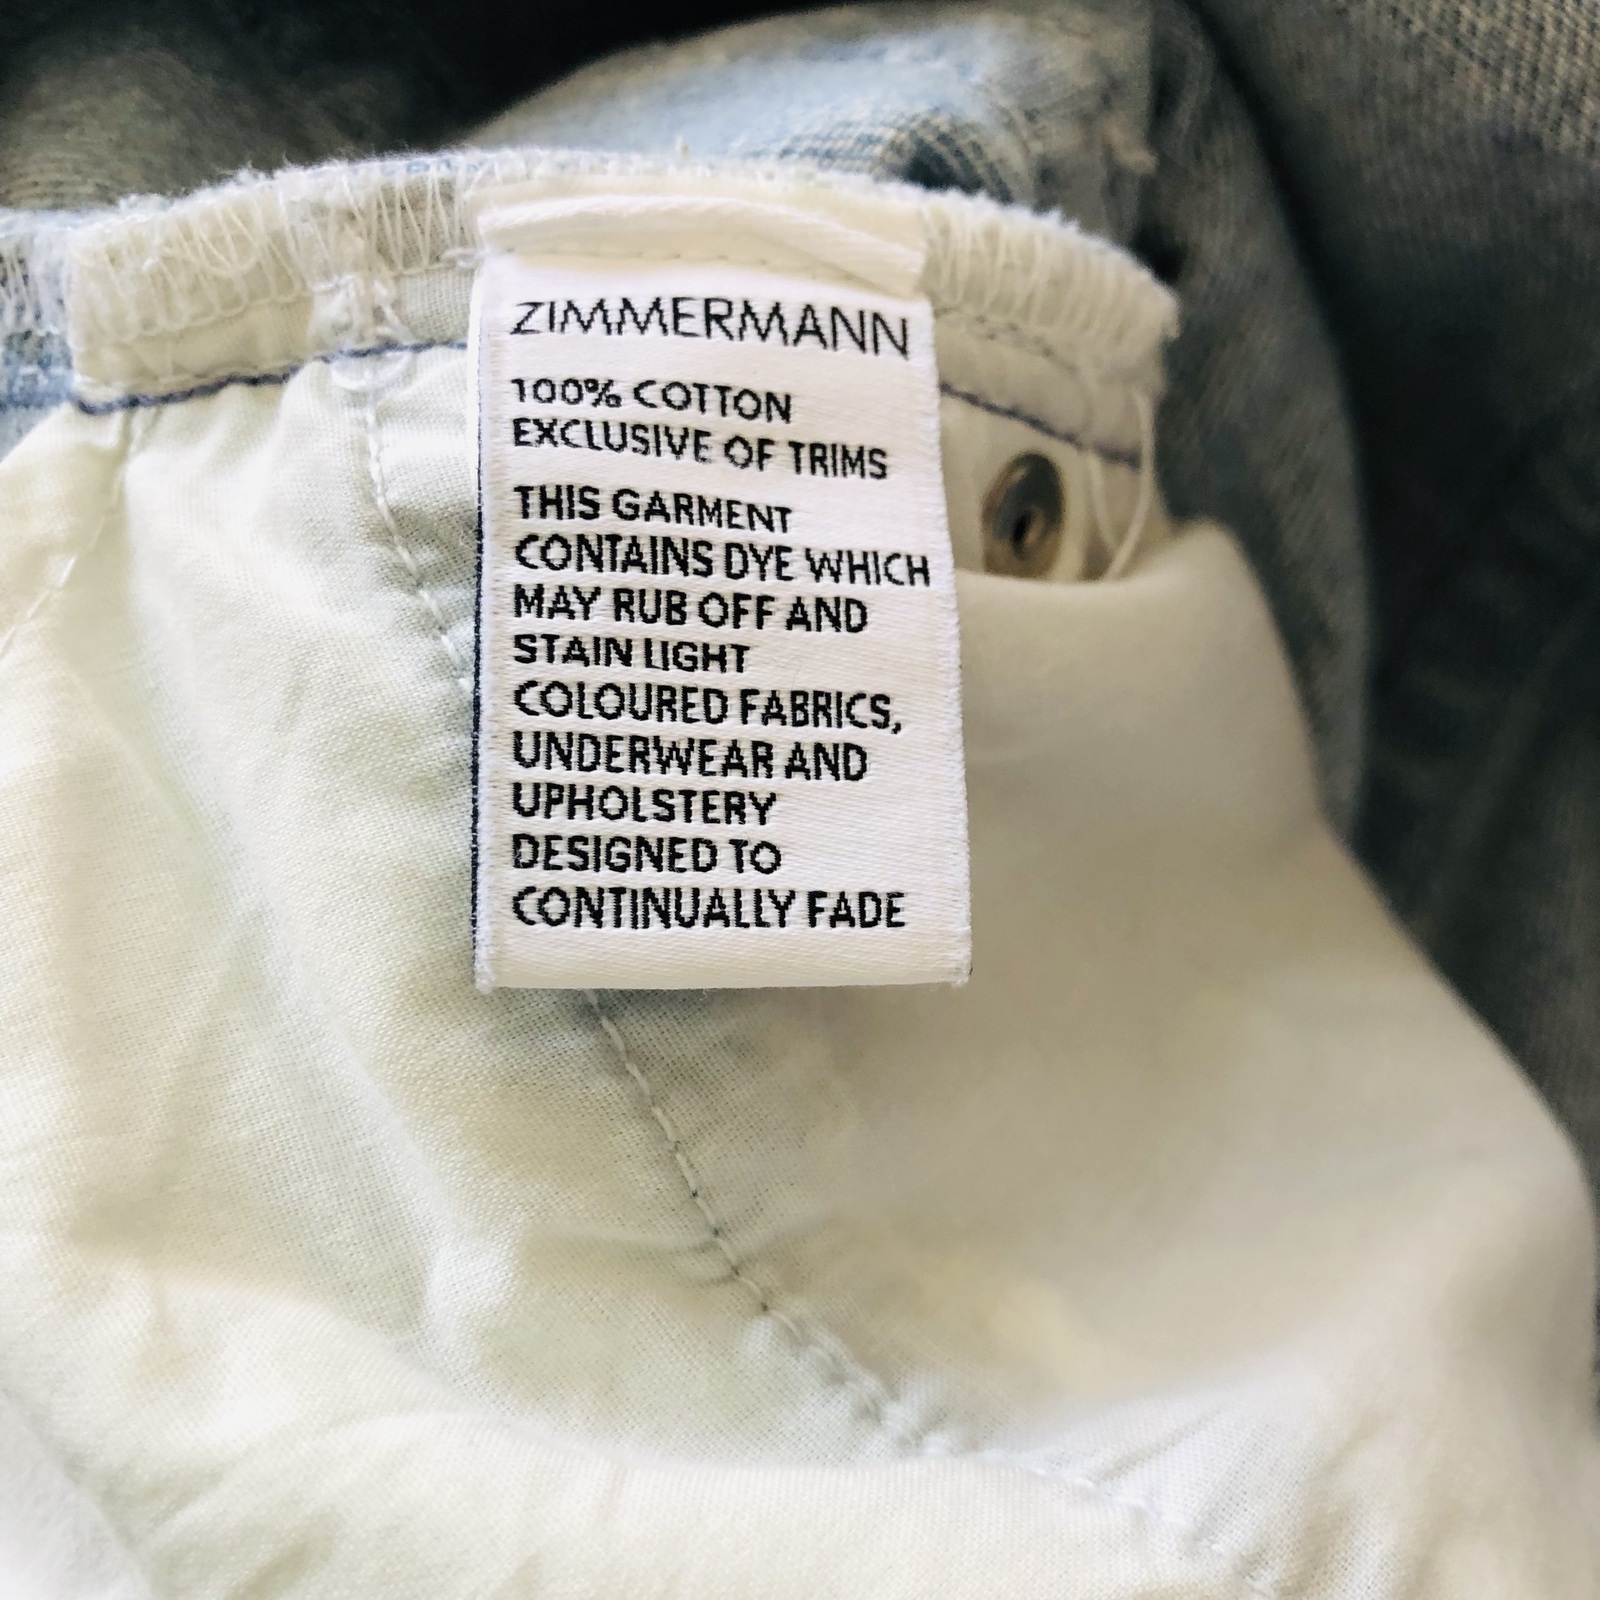 ZIMMERMANN
100% COTTON
EXCLUSIVE OF TRIMS
THIS GARMENT
CONTAINS DYE WHICH
MAY RUB OFF AND
STAIN LIGHT
COLOURED FABRICS,
UNDERWEAR AND
UPHOLSTERY
DESIGNED TO
CONTINUALLY FADE